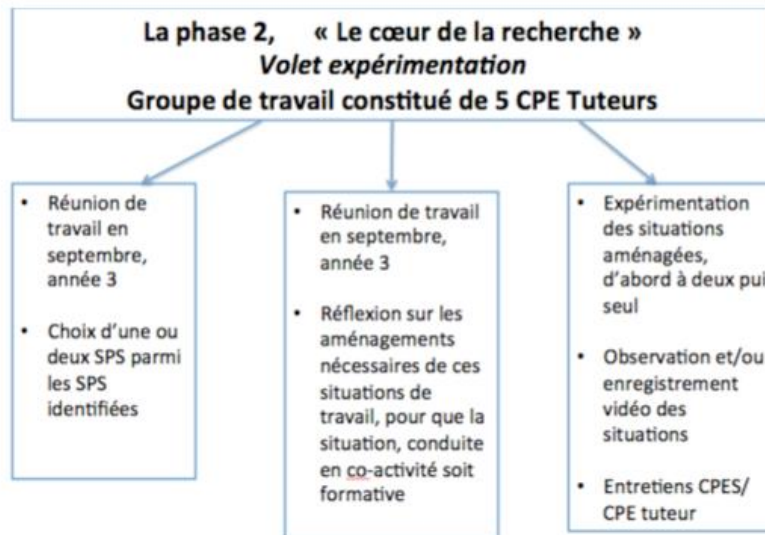 La phase 2, « Le cœur de la recherche »
Volet expérimentation
Groupe de travail constitué de 5 CPE Tuteurs
• Réunion de
travail en
septembre,
année 3
• Choix d'une ou
deux SPS parmi
les SPS
identifiées
• Réunion de travail
en septembre,
année 3
• Réflexion sur les
aménagements
nécessaires de ces
situations de
travail, pour que la
situation, conduite
en co-activité soit
formative
• Expérimentation
des situations
aménagées,
d'abord à deux pui
seul
• Observation et/ou
enregistrement
vidéo des
situations
• Entretiens CPES/
CPE tuteur